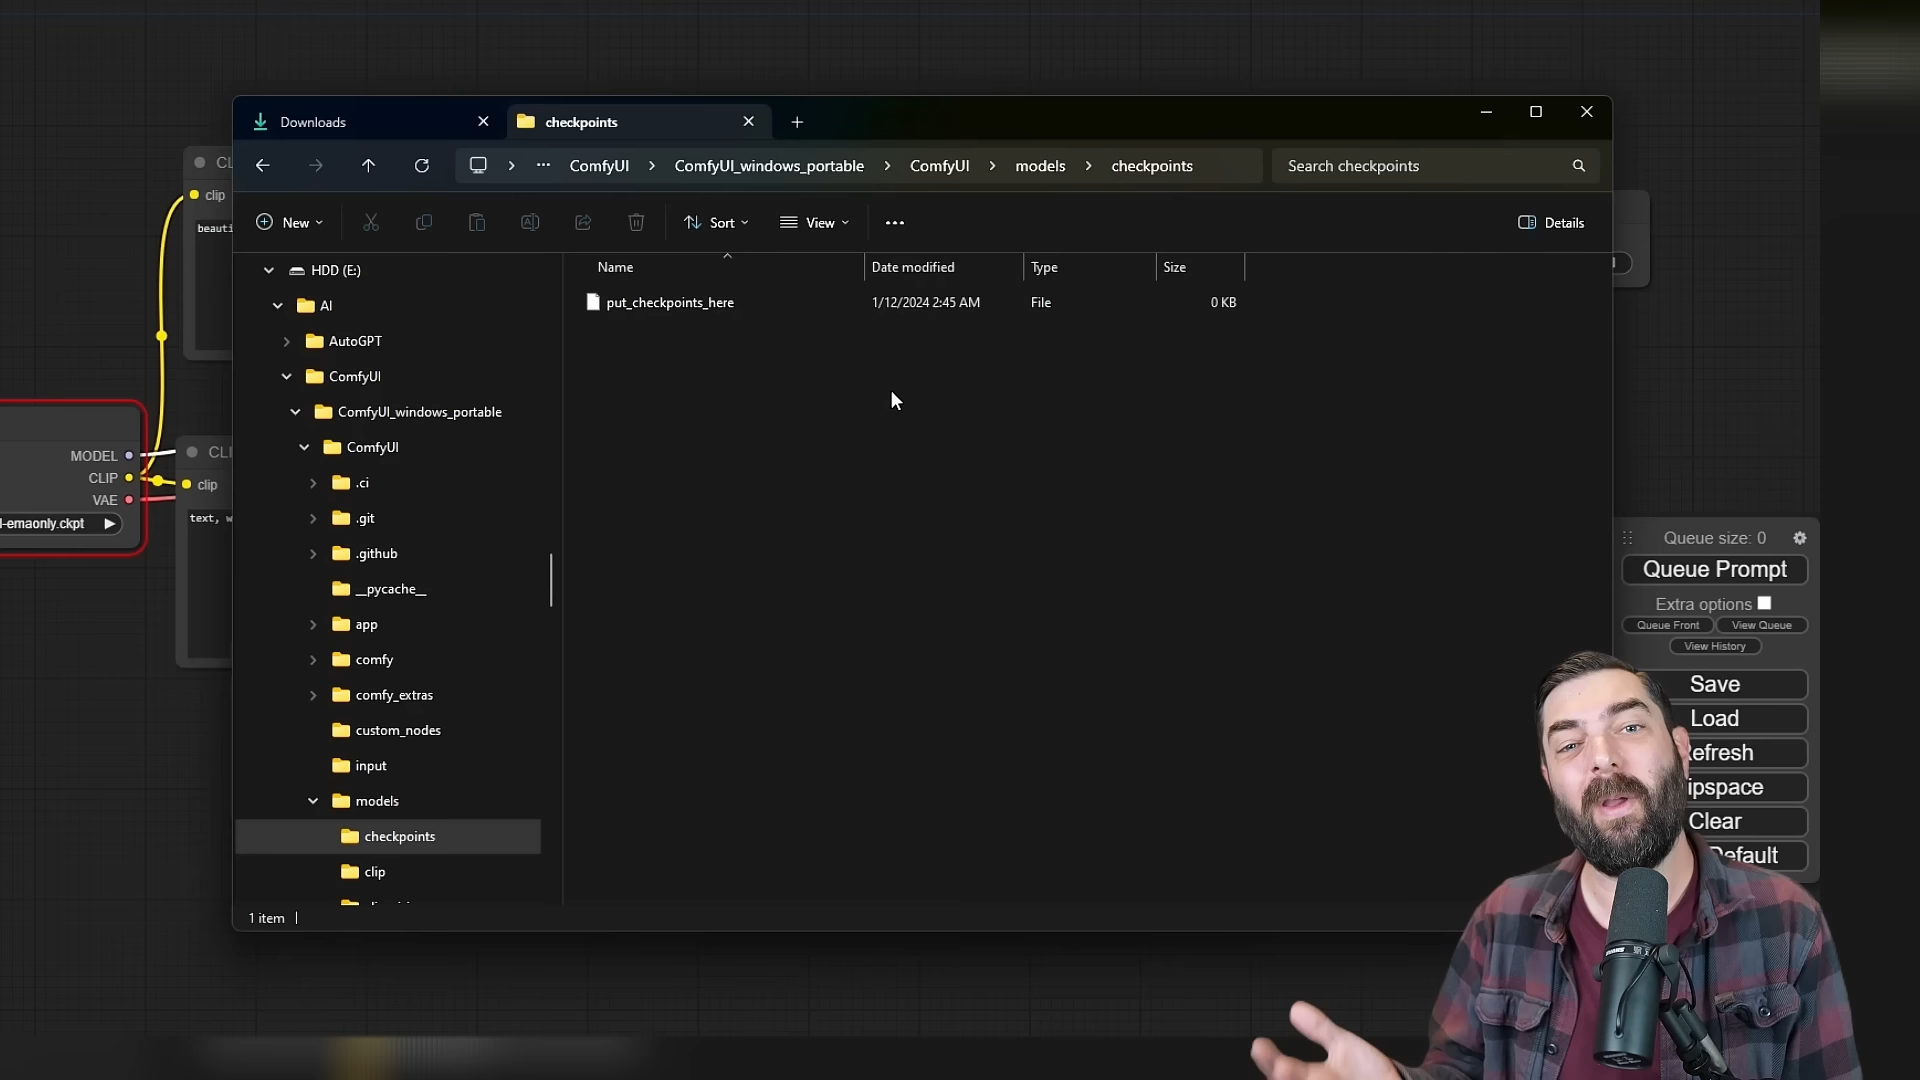 Downloads
checkpoints
ComfyUI
ComfyUI_windows_portable
ComfyUI
models
checkpoints
Search checkpoints
New
Sort
View
Details
HDD (E:)
AI
AutoGPT
ComfyUI
ComfyUI_windows_portable
ComfyUI
.ci
.git
.github
__pycache__
app
comfy
comfy_extras
custom_nodes
input
models
checkpoints
clip
1 item
Name
Date modified
Type
Size
put_checkpoints_here
1/12/2024 2:45 AM
File
0 KB
CL
clip
beauti
MODEL
CLIP
VAE
l-emaonly.ckpt
CLI
clip
text, w
Queue size: 0
Queue Prompt
Extra options
Queue Front
View Queue
View History
Save
Load
Refresh
ipspace
Clear
Default